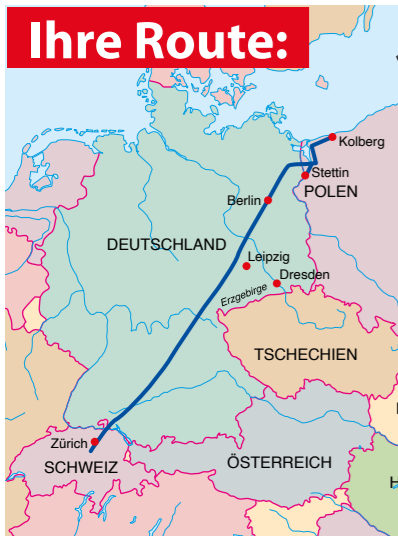 Ihre Route:
Kolberg
Stettin
POLEN
Berlin
DEUTSCHLAND
Leipzig
Dresden
Erzgebirge
TSCHECHIEN
Zürich
SCHWEIZ
ÖSTERREICH